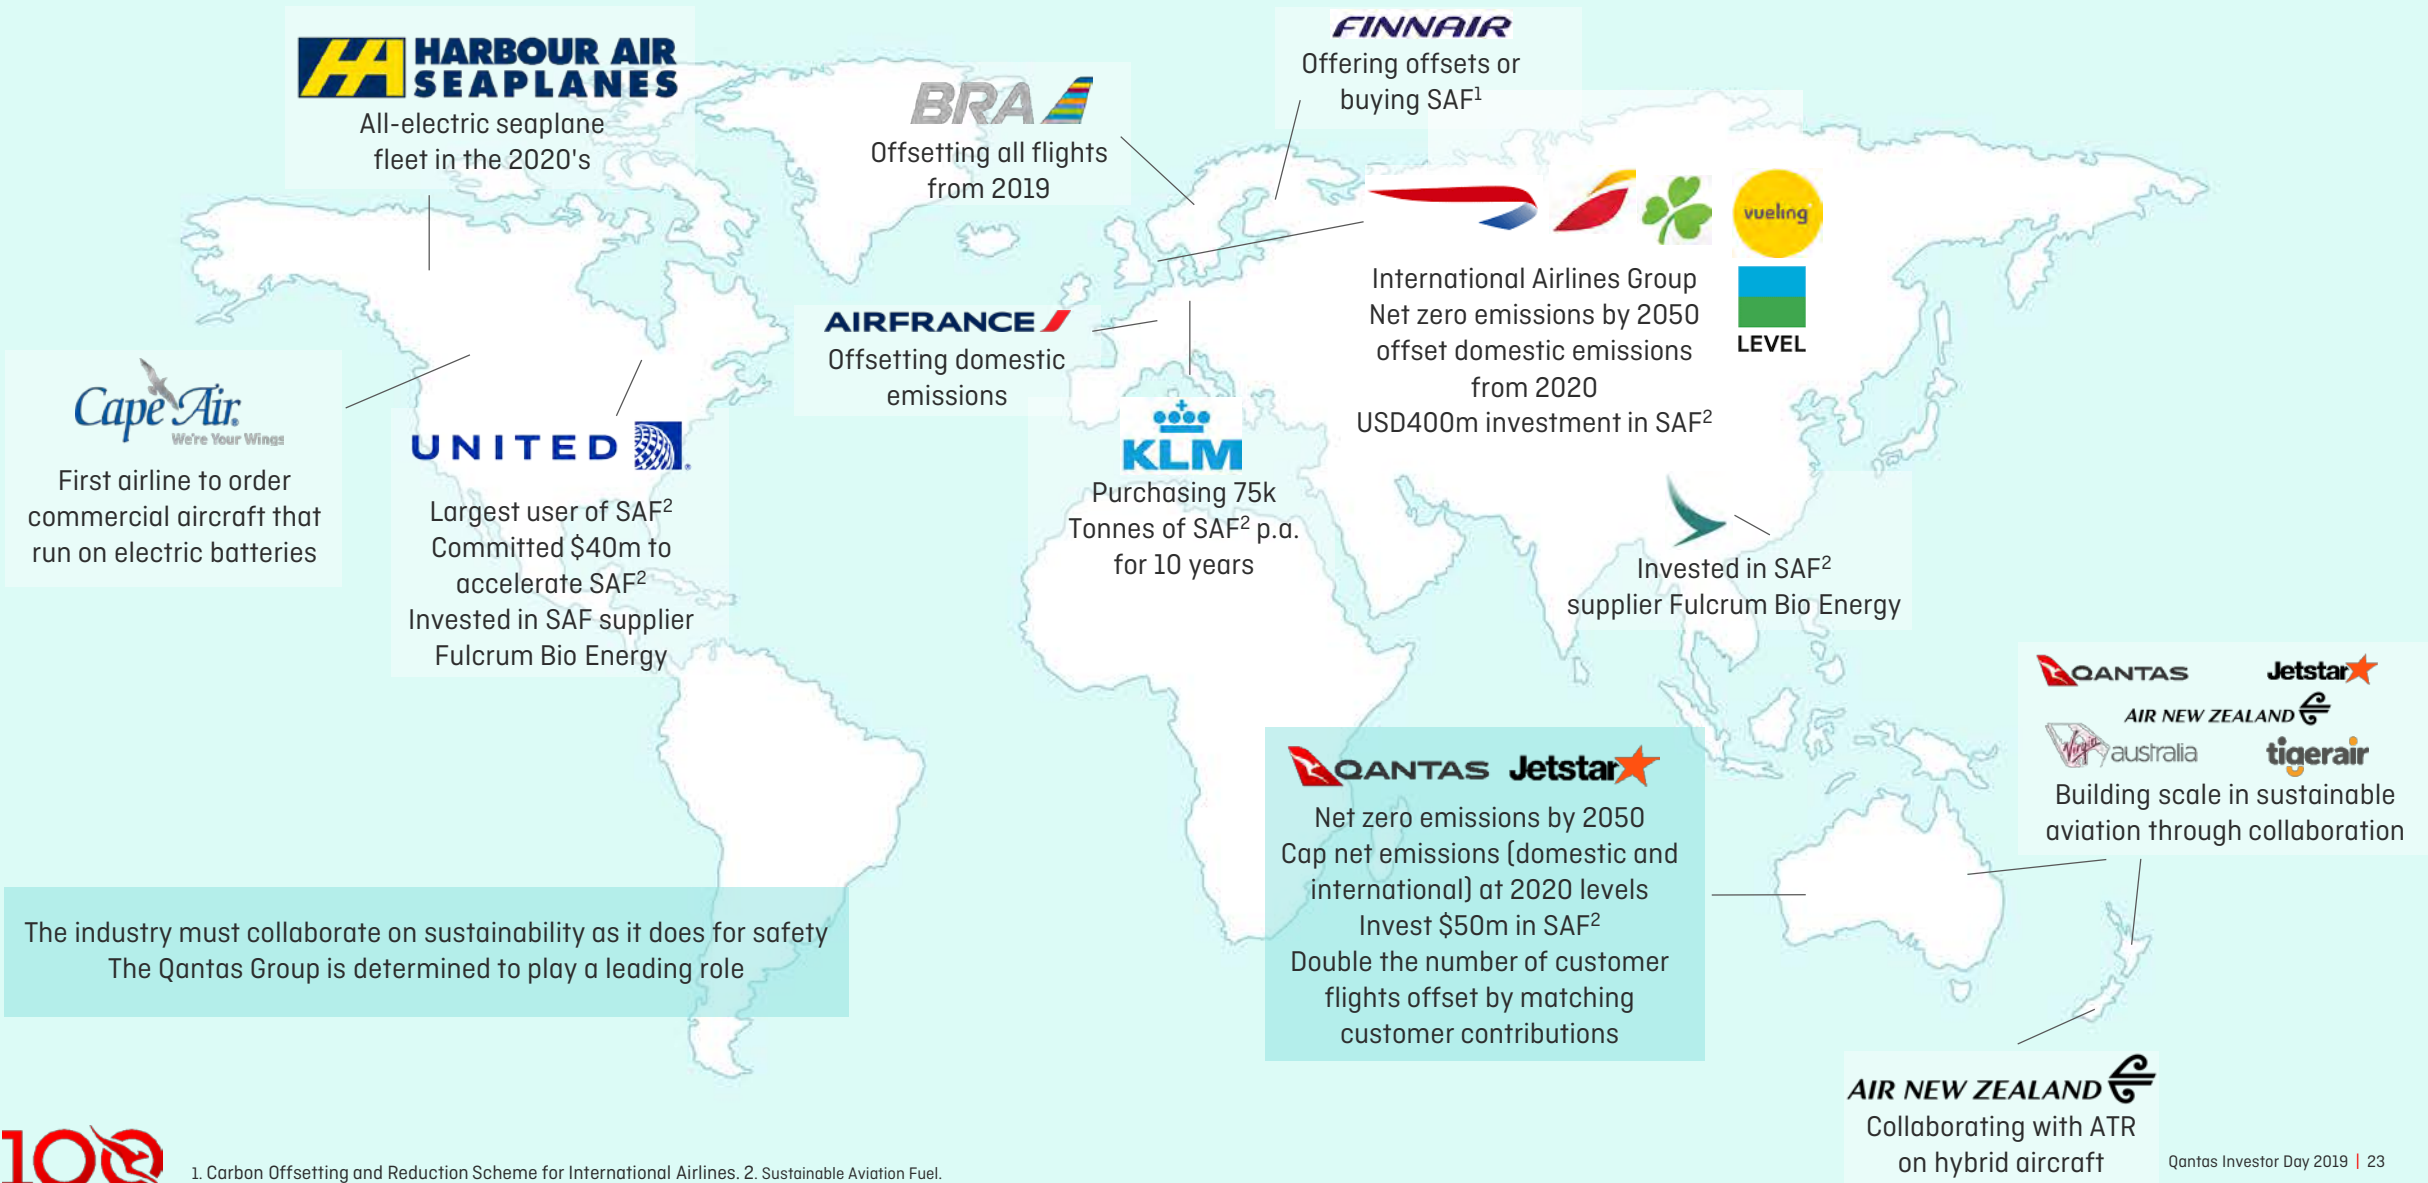 HARBOUR AIR
SEAPLANES
All-electric seaplane
fleet in the 2020's
BRA
Offsetting all flights
from 2019
FINNAIR
Offering offsets or
buying SAF¹
vueling
LEVEL
International Airlines Group
Net zero emissions by 2050
offset domestic emissions
from 2020
USD400m investment in SAF²
AIRFRANCE
Offsetting domestic
emissions
Cape Air
We're Your Wings
First airline to order
commercial aircraft that
run on electric batteries
UNITED
Largest user of SAF²
Committed $40m to
accelerate SAF²
Invested in SAF supplier
Fulcrum Bio Energy
KLM
Purchasing 75k
Tonnes of SAF² p.a.
for 10 years
Invested in SAF²
supplier Fulcrum Bio Energy
QANTAS Jetstar
AIR NEW ZEALAND
Virgin australia tigerair
Building scale in sustainable
aviation through collaboration
QANTAS Jetstar
Net zero emissions by 2050
Cap net emissions (domestic and
international) at 2020 levels
Invest $50m in SAF²
Double the number of customer
flights offset by matching
customer contributions
The industry must collaborate on sustainability as it does for safety
The Qantas Group is determined to play a leading role
AIR NEW ZEALAND
Collaborating with ATR
on hybrid aircraft
100
1. Carbon Offsetting and Reduction Scheme for International Airlines. 2. Sustainable Aviation Fuel.
Qantas Investor Day 2019 | 23